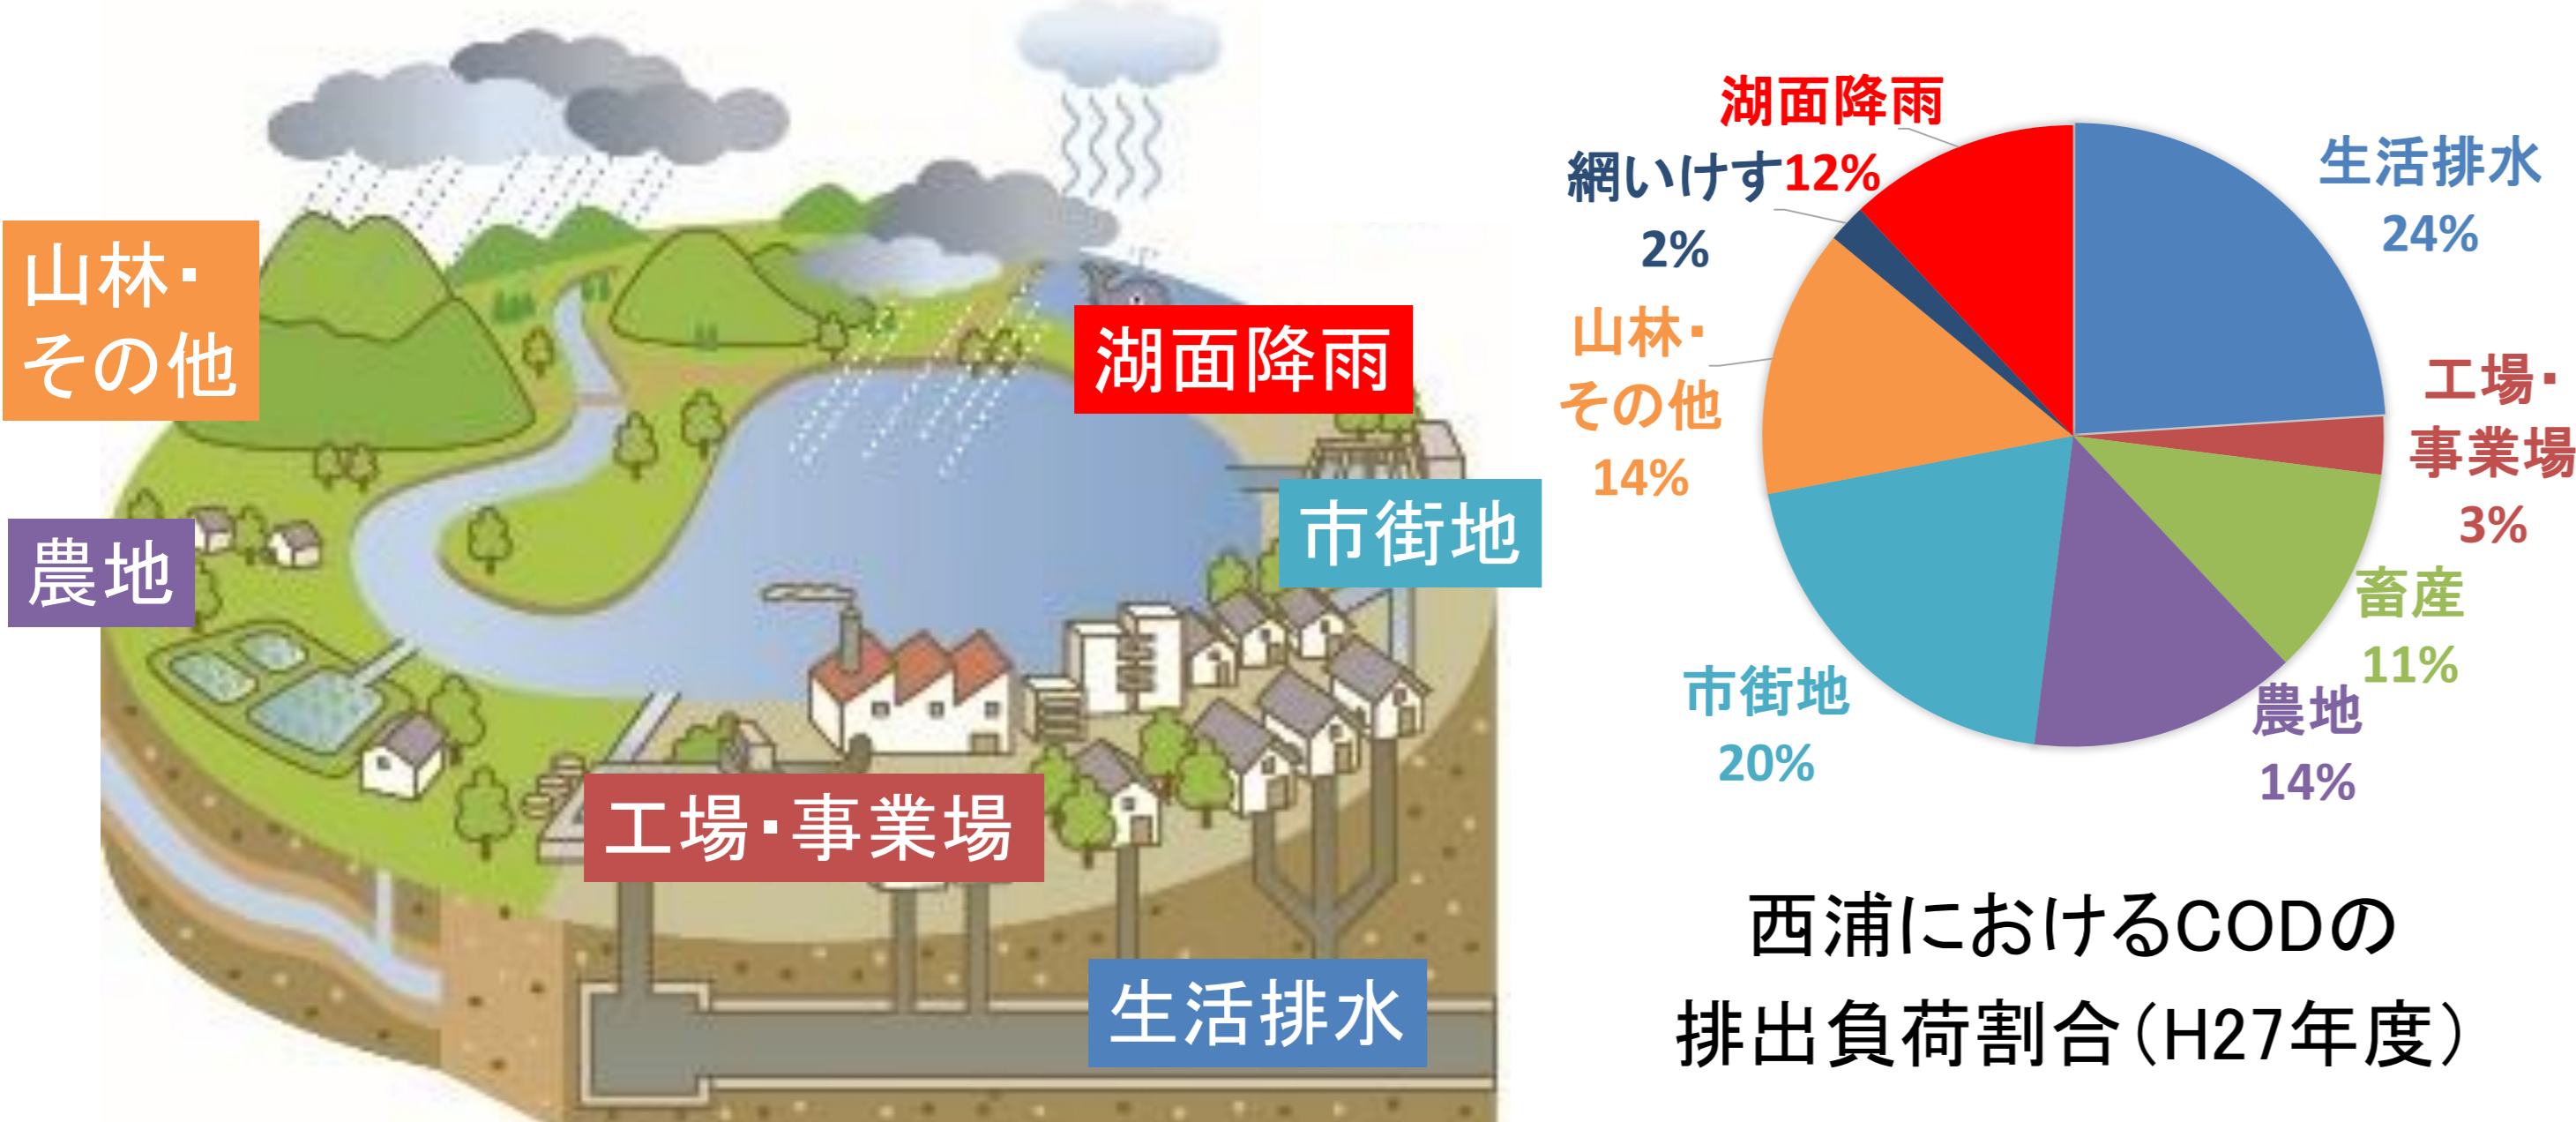 山林・
その他
農地
湖面降雨
市街地
工場・事業場
生活排水
湖面降雨
12%
網いけす
2%
山林・
その他
14%
市街地
20%
生活排水
24%
工場・
事業場
3%
畜産
11%
農地
14%
西浦におけるCODの
排出負荷割合（H27年度）